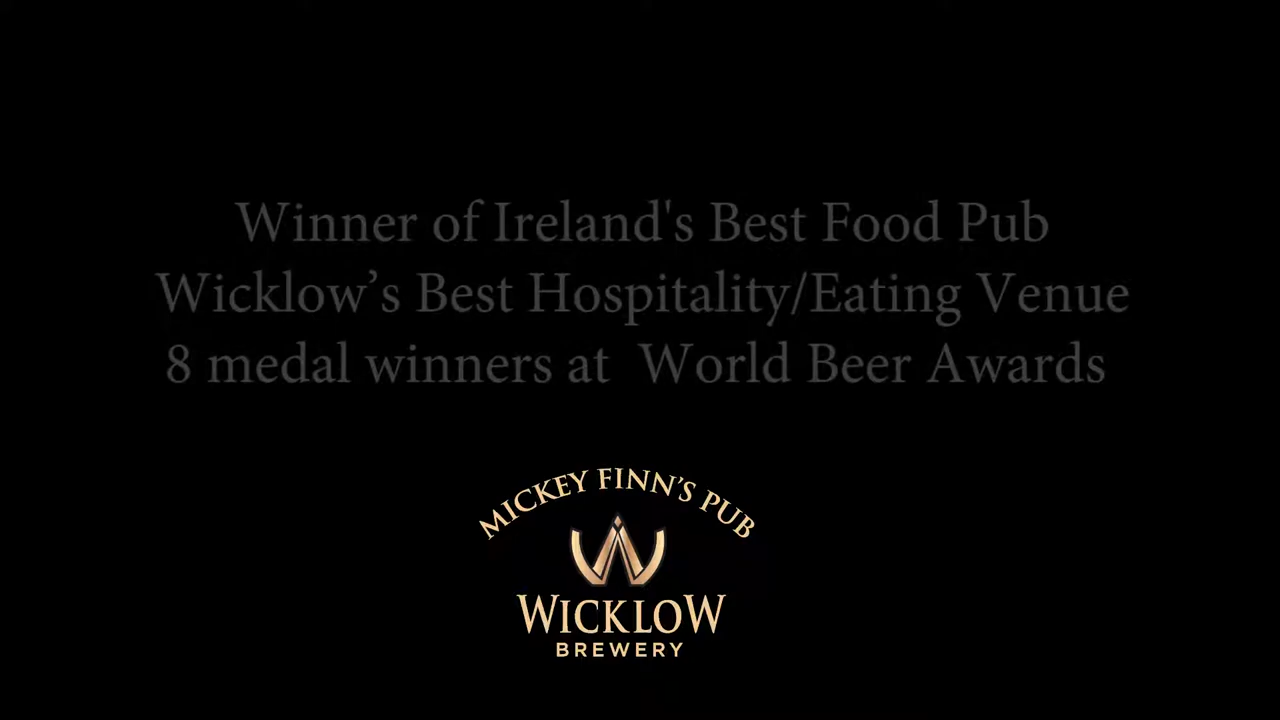 Winner of Ireland's Best Food Pub
Wicklow’s Best Hospitality/Eating Venue
8 medal winners at  World Beer Awards
MICKEY FINN'S PUB
WICKLOW
BREWERY